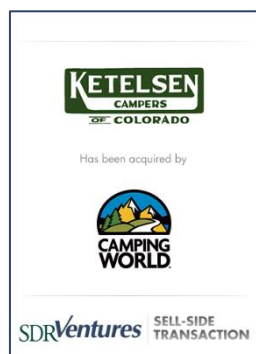 KETELSEN
CAMPERS
OF COLORADO
Has been acquired by
CAMPING
WORLD.
SDRVentures
SELL-SIDE
TRANSACTION